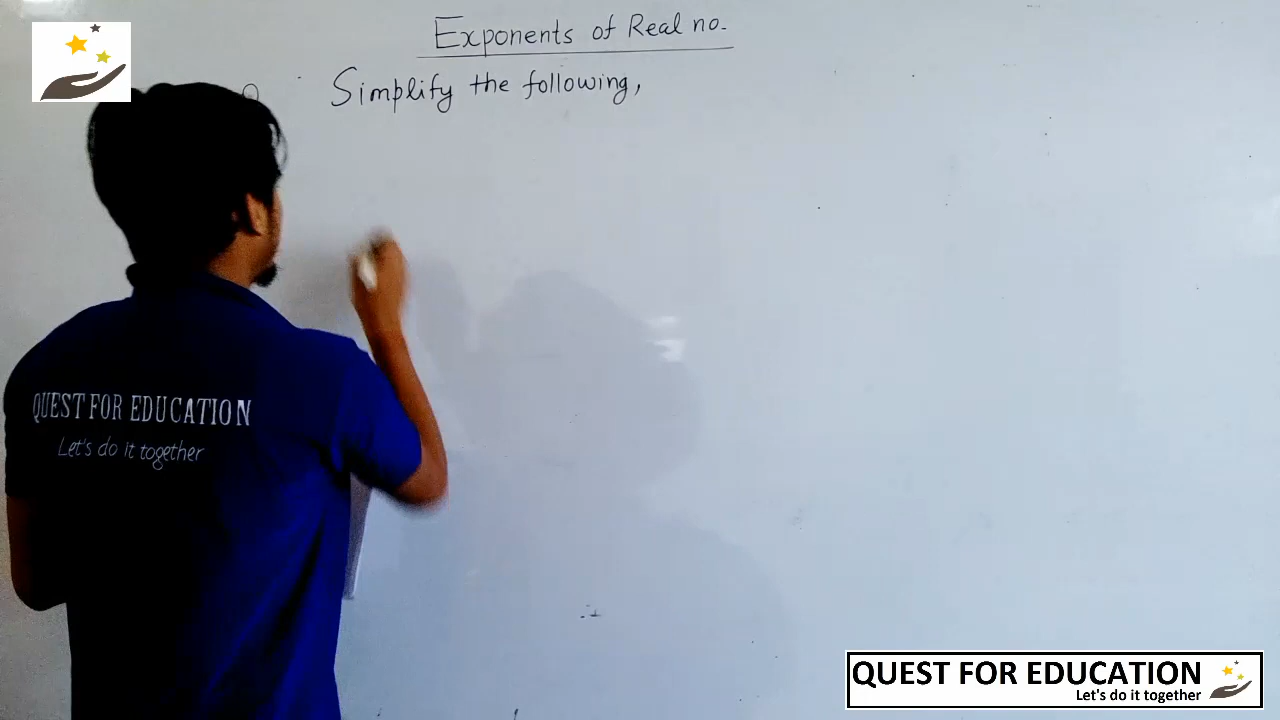 Exponents of Real no.
Simplify the following,
QUEST FOR EDUCATION
Let's do it together
QUEST FOR EDUCATION
Let's do it together